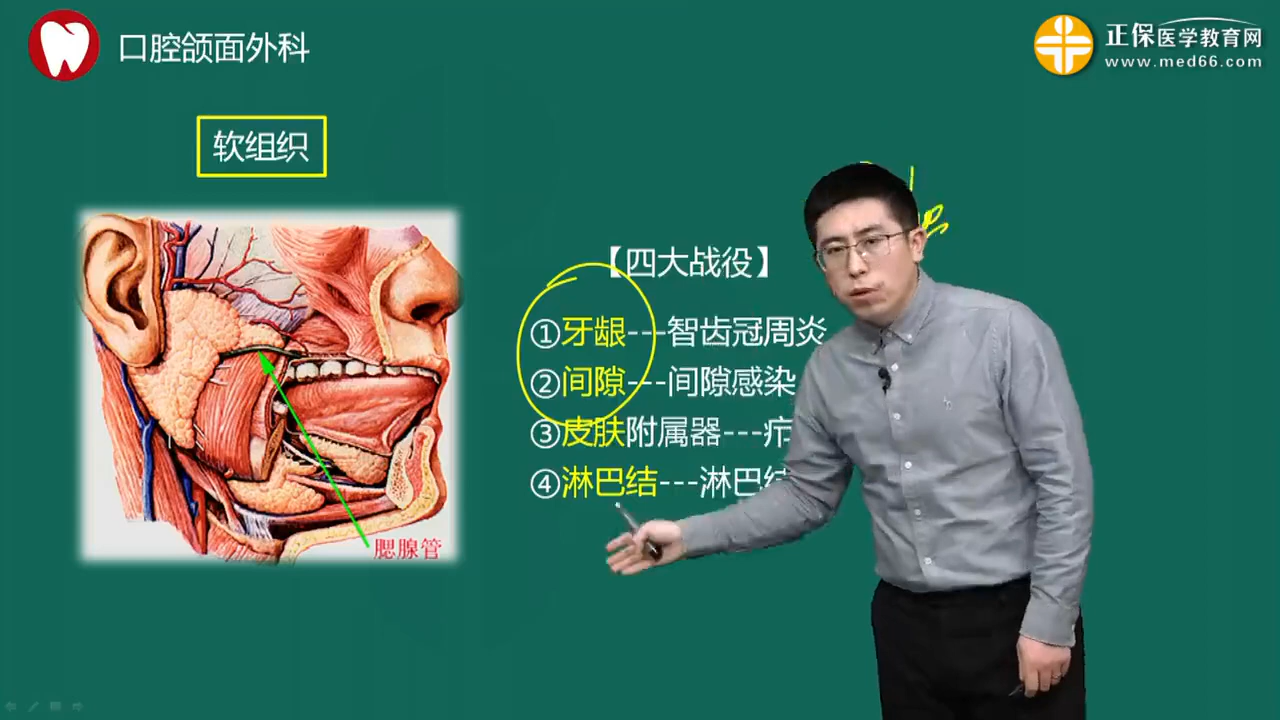 口腔颌面外科
正保医学教育网
www.med66.com
软组织
【四大战役】
①牙龈---智齿冠周炎
②间隙---间隙感染
③皮肤附属器---疖
④淋巴结---淋巴结
腮腺管